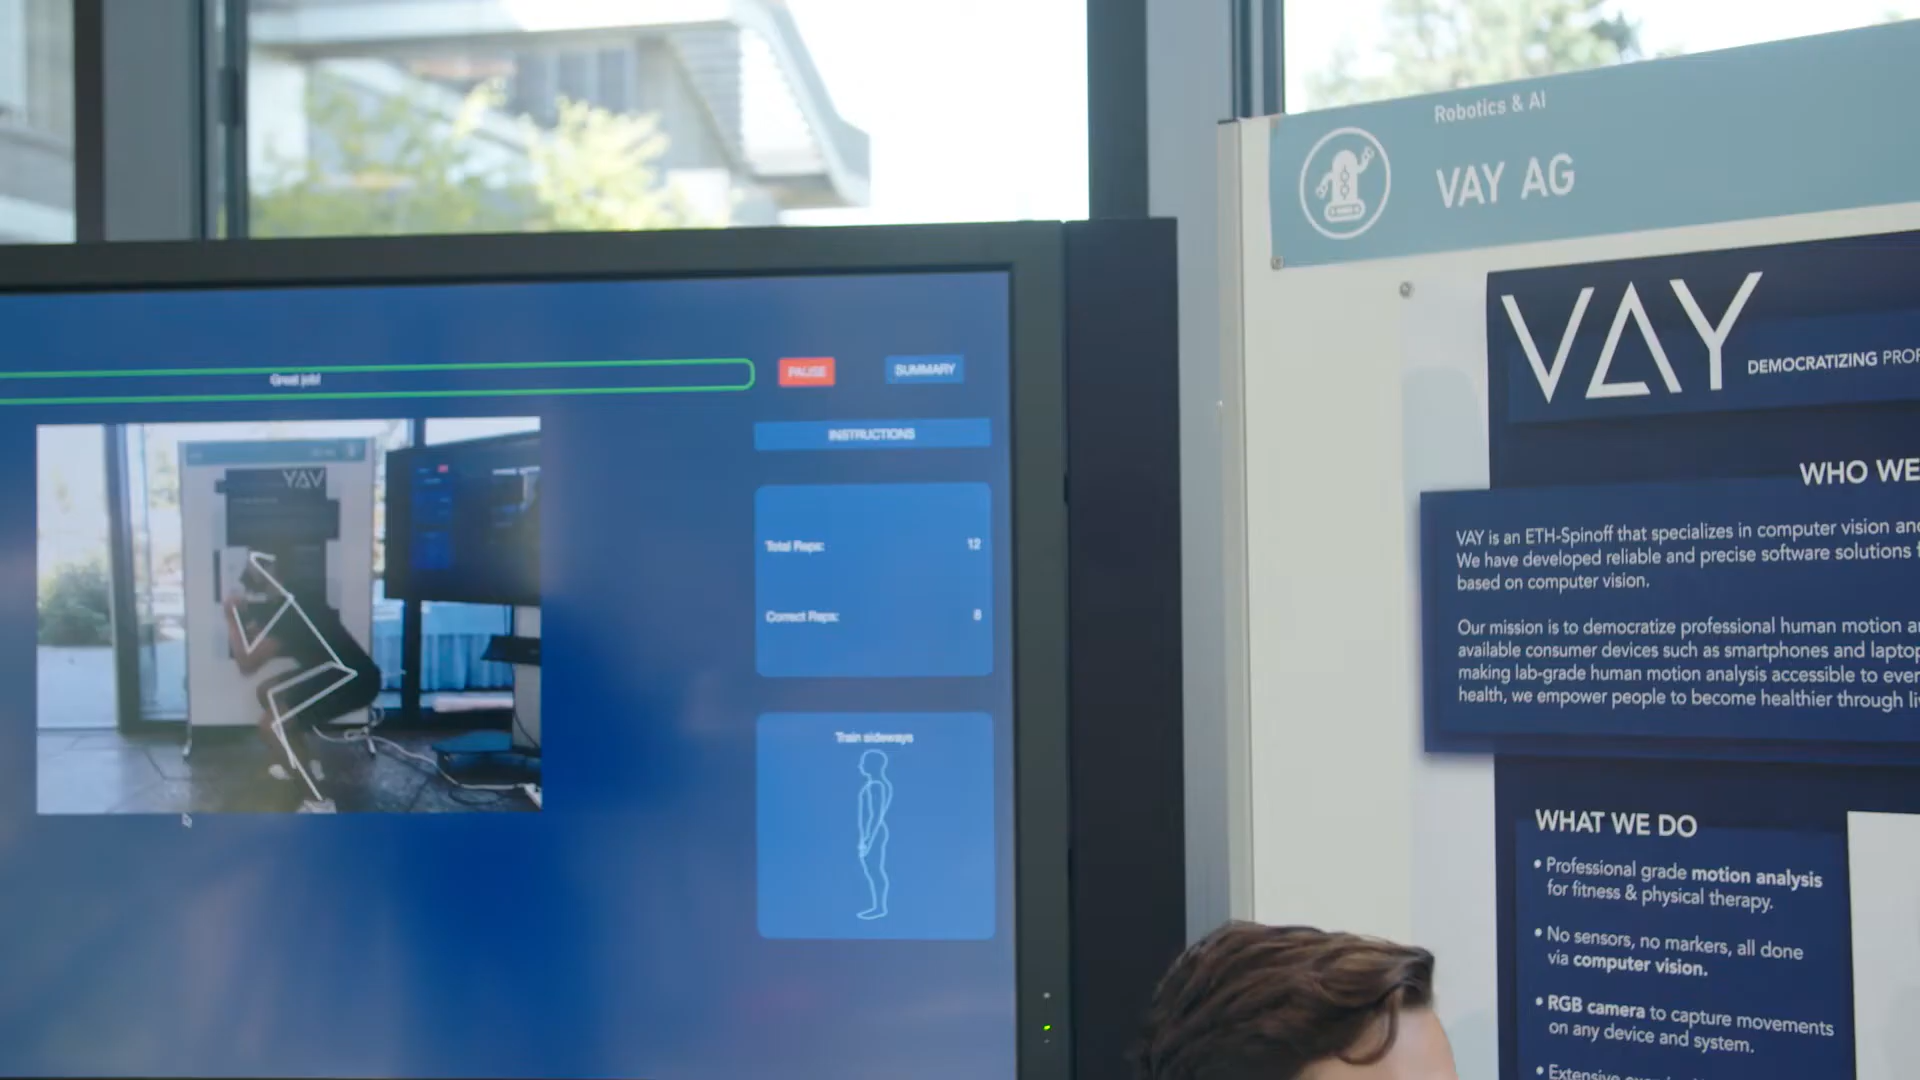 Great job!
PAUSE
SUMMARY
INSTRUCTIONS
Total Reps: 12
Correct Reps: 8
Train sideways
VAY
Robotics & AI
VAY AG
VAY
DEMOCRATIZING
WHO WE
VAY is an ETH-Spinoff that specializes in computer vision
We have developed reliable and precise software solutions
based on computer vision.
Our mission is to democratize professional human motion
available consumer devices such as smartphones and
making lab-grade human motion analysis accessible to
health, we empower people to become healthier through
WHAT WE DO
• Professional grade motion analysis
for fitness & physical therapy.
• No sensors, no markers, all done
via computer vision.
• RGB camera to capture movements
on any device and system.
• Extensive